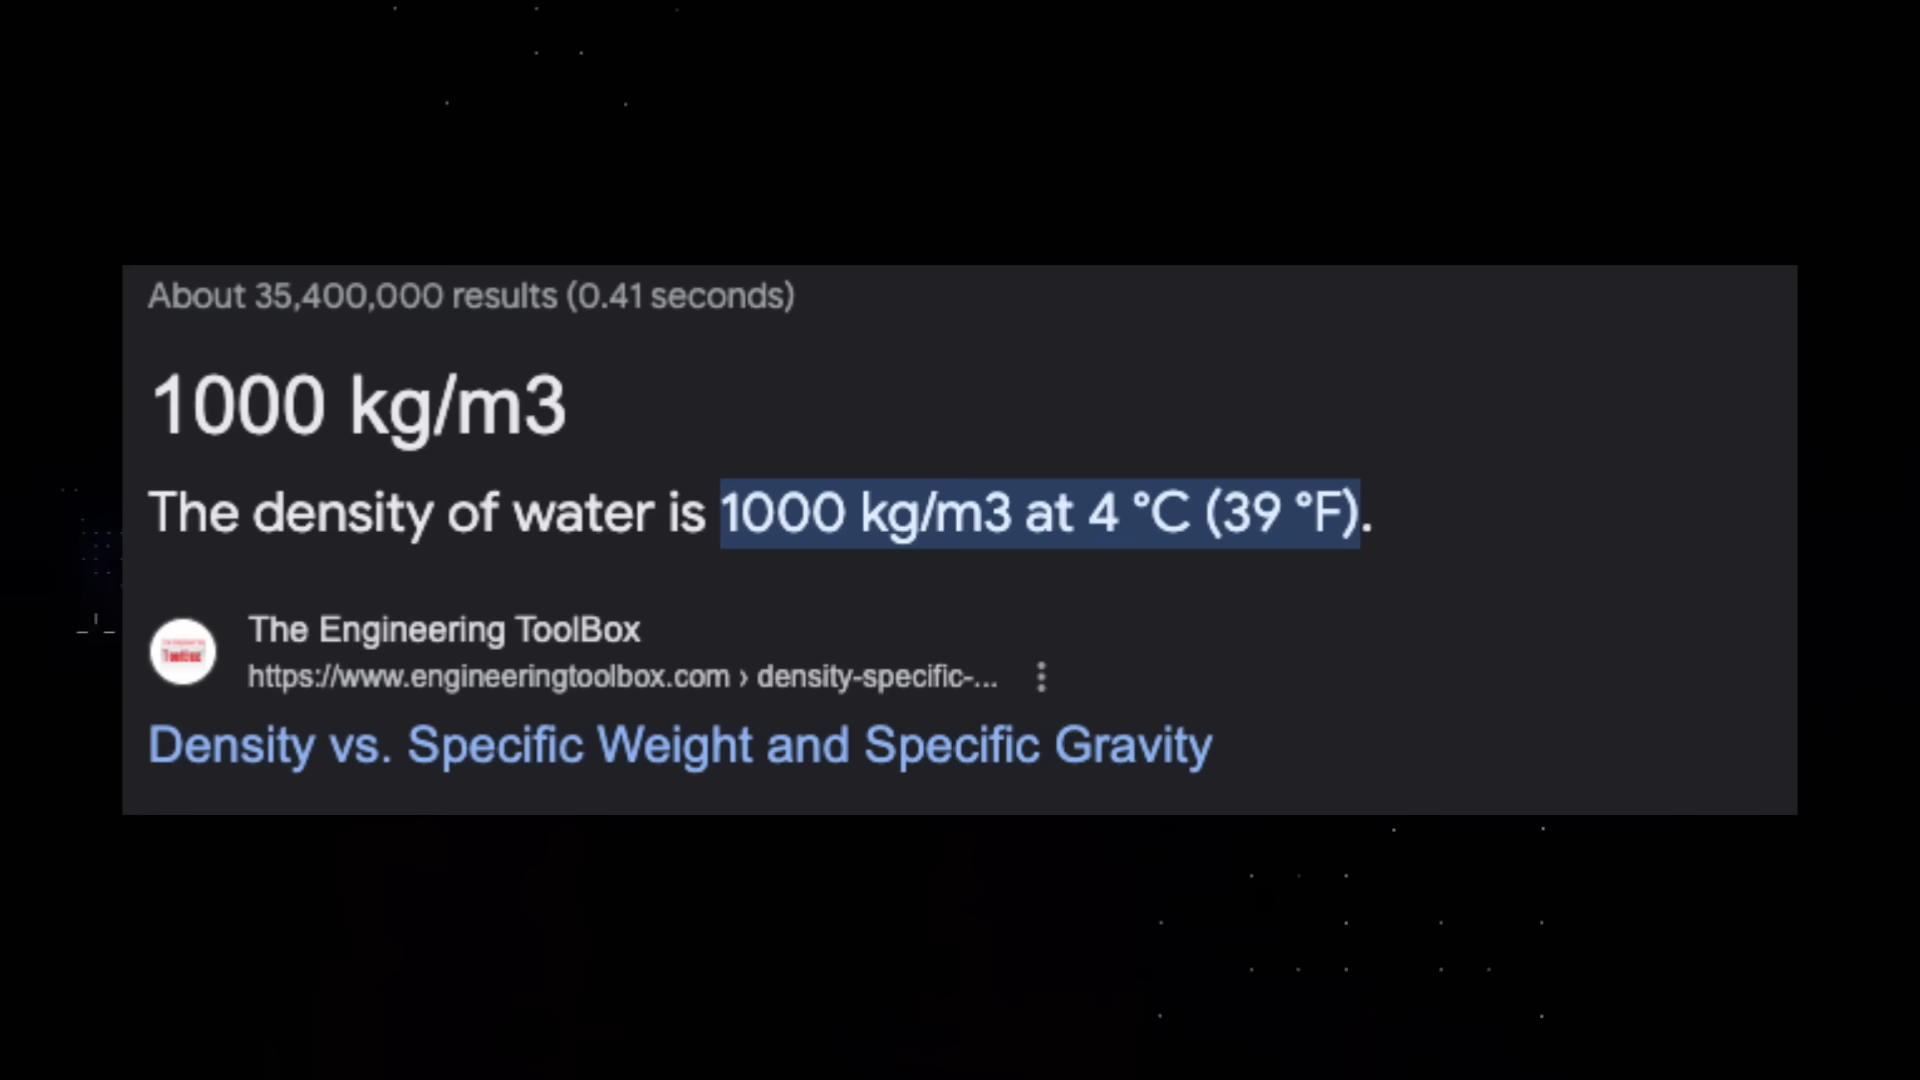 About 35,400,000 results (0.41 seconds)
1000 kg/m3
The density of water is 1000 kg/m3 at 4 °C (39 °F).
The Engineering ToolBox
https://www.engineeringtoolbox.com › density-specific-...
Density vs. Specific Weight and Specific Gravity